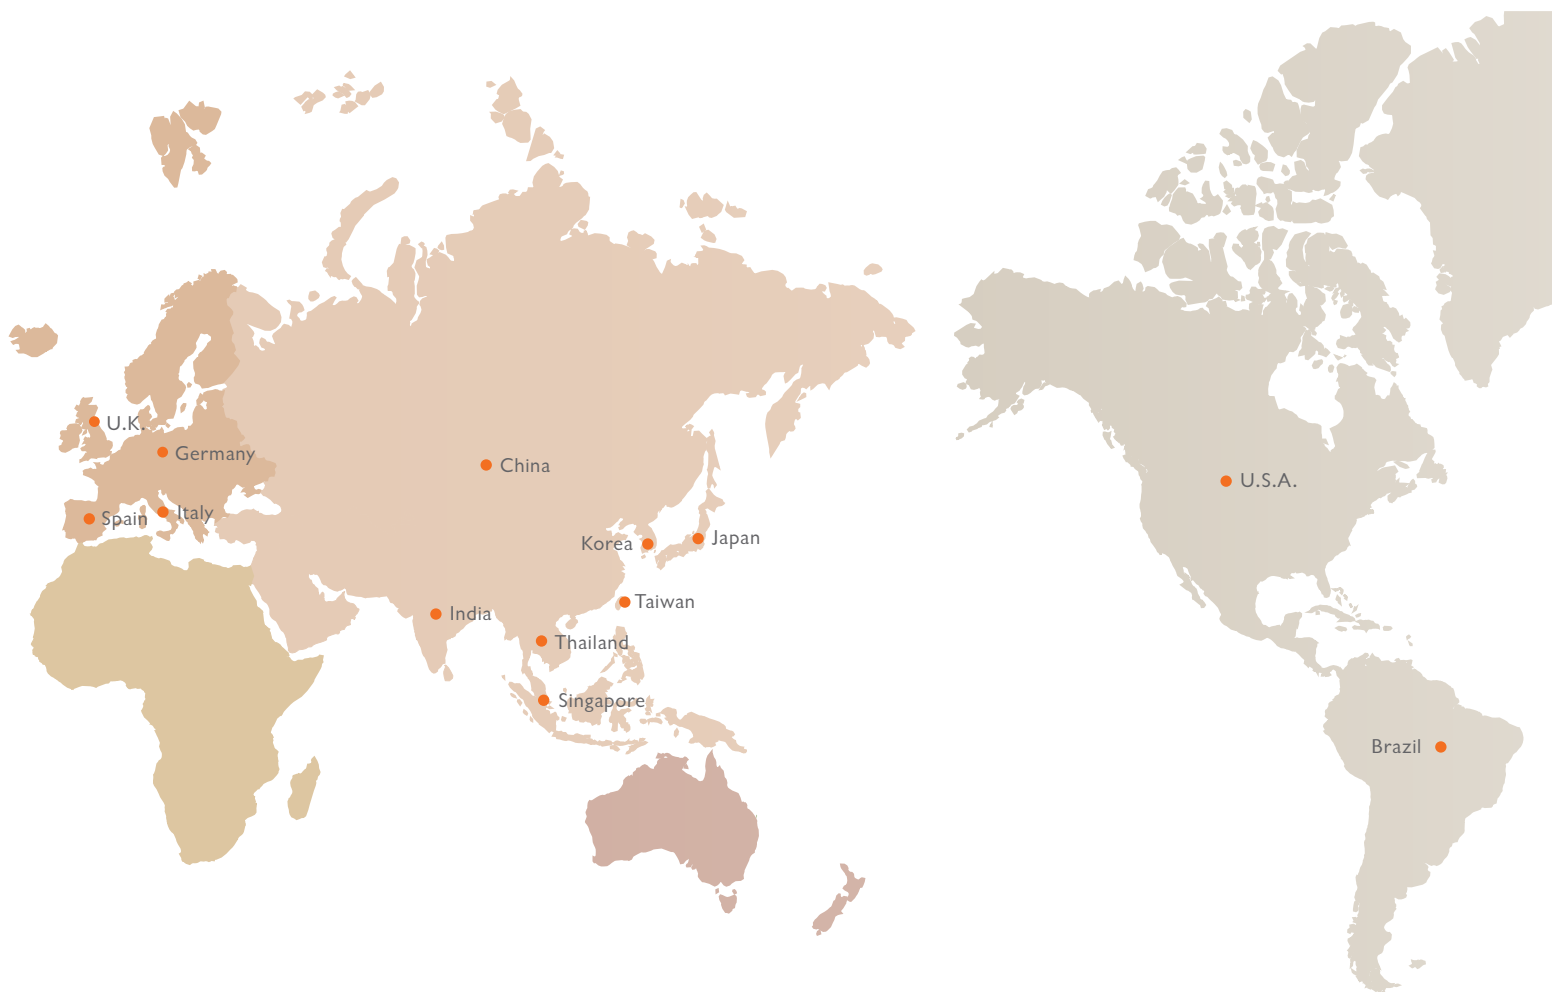 U.K.
Germany
China
U.S.A.
Spain
Italy
Korea
Japan
India
Taiwan
Thailand
Singapore
Brazil